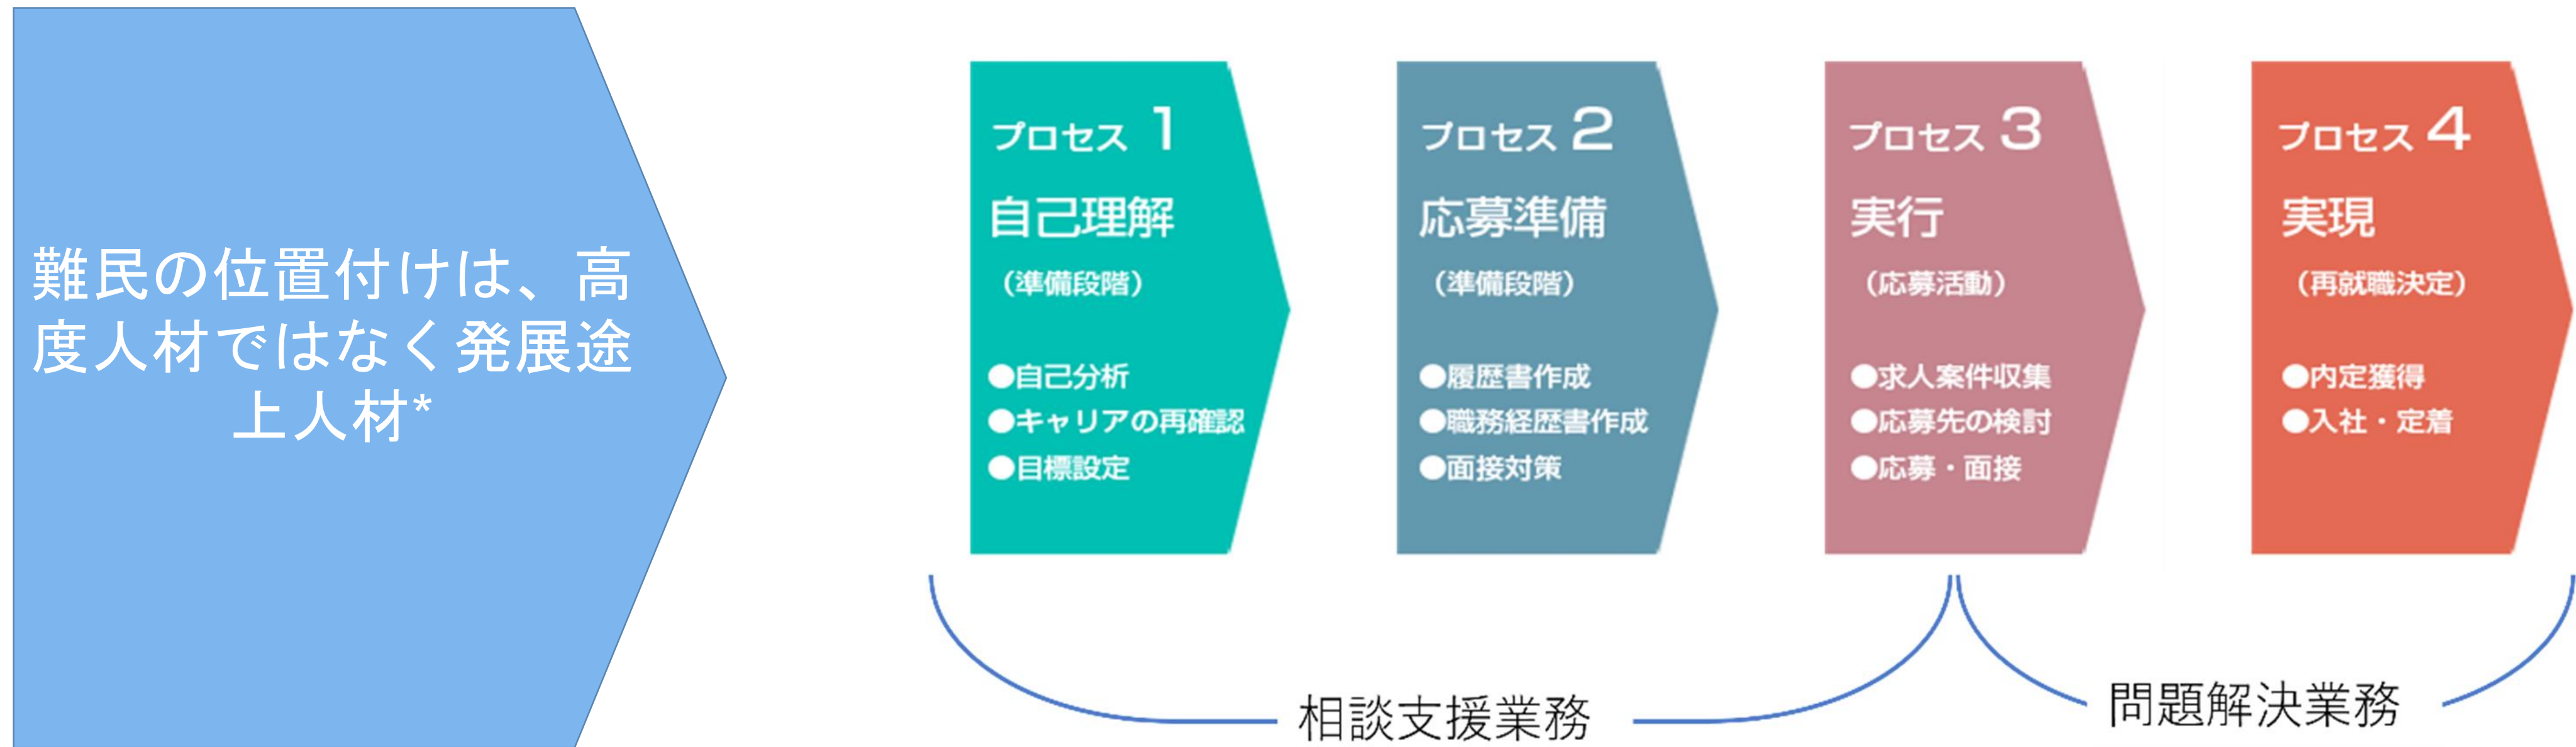 難民の位置付けは、高
度人材ではなく発展途
上人材*
プロセス 1
自己理解
（準備段階）
●自己分析
●キャリアの再確認
●目標設定
プロセス 2
応募準備
（準備段階）
●履歴書作成
●職務経歴書作成
●面接対策
プロセス 3
実行
（応募活動）
●求人案件収集
●応募先の検討
●応募・面接
プロセス 4
実現
（再就職決定）
●内定獲得
●入社・定着
相談支援業務
問題解決業務